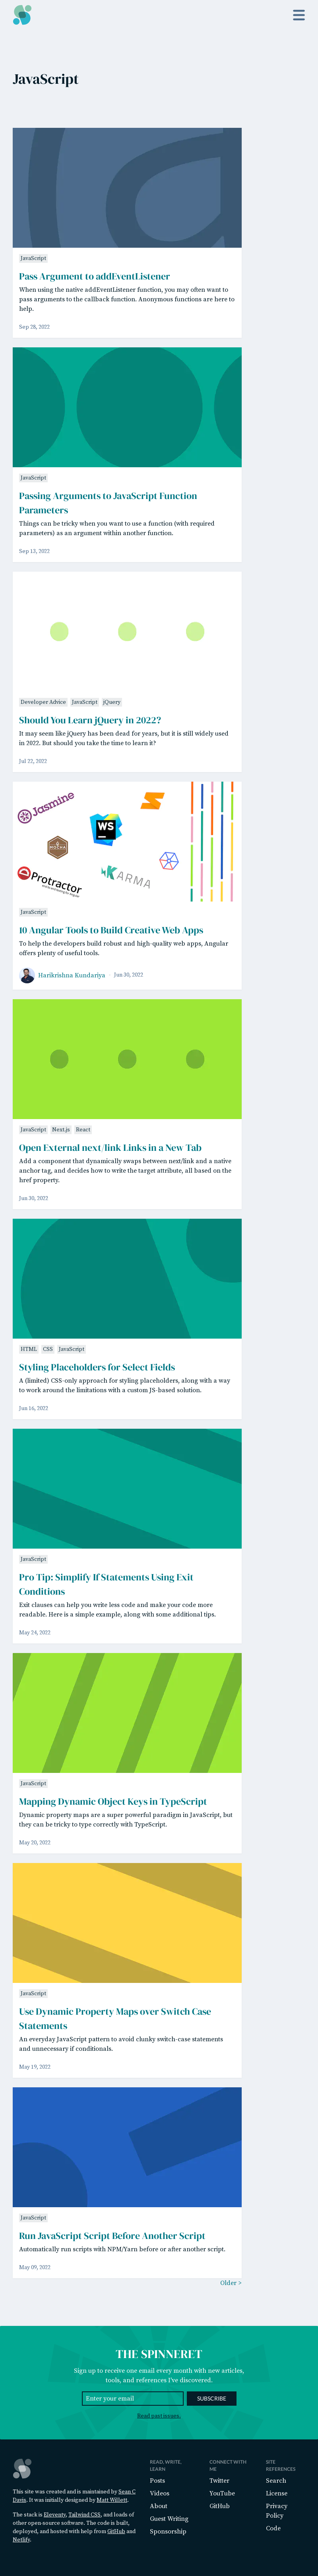 JavaScript
JavaScript
Pass Argument to addEventListener
When using the native addEventListener function, you may often want to
pass arguments to the callback function. Anonymous functions are here to
help.
Sep 28, 2022
JavaScript
Passing Arguments to JavaScript Function
Parameters
Things can be tricky when you want to use a function (with required
parameters) as an argument within another function.
Sep 13, 2022
Developer Advice JavaScript jQuery
Should You Learn jQuery in 2022?
It may seem like jQuery has been dead for years, but it is still widely used
in 2022. But should you take the time to learn it?
Jul 22, 2022
Jasmine
WS
MOCHA
Protractor
end to end testing for AngularJS
KARMA
JavaScript
10 Angular Tools to Build Creative Web Apps
To help the developers build robust and high-quality web apps, Angular
offers plenty of useful tools.
Harikrishna Kundariya · Jun 30, 2022
JavaScript Next.js React
Open External next/link Links in a New Tab
Add a component that dynamically swaps between next/link and a native
anchor tag, and decides how to write the target attribute, all based on the
href property.
Jun 30, 2022
HTML CSS JavaScript
Styling Placeholders for Select Fields
A (limited) CSS-only approach for styling placeholders, along with a way
to work around the limitations with a custom JS-based solution.
Jun 16, 2022
JavaScript
Pro Tip: Simplify If Statements Using Exit
Conditions
Exit clauses can help you write less code and make your code more
readable. Here is a simple example, along with some additional tips.
May 24, 2022
JavaScript
Mapping Dynamic Object Keys in TypeScript
Dynamic property maps are a super powerful paradigm in JavaScript, but
they can be tricky to type correctly with TypeScript.
May 20, 2022
JavaScript
Use Dynamic Property Maps over Switch Case
Statements
An everyday JavaScript pattern to avoid clunky switch-case statements
and unnecessary if conditionals.
May 19, 2022
JavaScript
Run JavaScript Script Before Another Script
Automatically run scripts with NPM/Yarn before or after another script.
May 09, 2022
Older >
THE SPINNERET
Sign up to receive one email every month with new articles,
tools, and references I've discovered.
Enter your email
SUBSCRIBE
Read past issues.
This site was created and is maintained by Sean C
Davis. It was initially designed by Matt Willett.
The stack is Eleventy, Tailwind CSS, and loads of
other open-source software. The code is built,
deployed, and hosted with help from GitHub and
Netlify.
READ, WRITE,
LEARN
Posts
Videos
About
Guest Writing
Sponsorship
CONNECT WITH
ME
Twitter
YouTube
GitHub
SITE
REFERENCES
Search
License
Privacy
Policy
Code